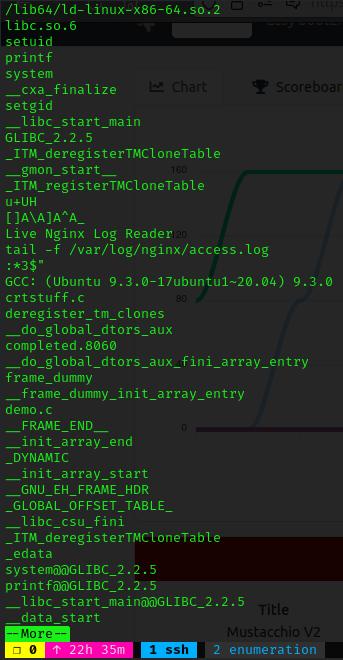 /lib64/ld-linux-x86-64.so.2
libc.so.6
setuid
printf
system
__cxa_finalize
setgid
__libc_start_main
GLIBC_2.2.5
_ITM_deregisterTMCloneTable
__gmon_start__
_ITM_registerTMCloneTable
u+UH
[]A\A]A^A_
Live Nginx Log Reader
tail -f /var/log/nginx/access.log
:*3$"
GCC: (Ubuntu 9.3.0-17ubuntu1~20.04) 9.3.0
crtstuff.c
deregister_tm_clones
__do_global_dtors_aux
completed.8060
__do_global_dtors_aux_fini_array_entry
frame_dummy
__frame_dummy_init_array_entry
demo.c
__FRAME_END__
__init_array_end
_DYNAMIC
__init_array_start
__GNU_EH_FRAME_HDR
_GLOBAL_OFFSET_TABLE_
__libc_csu_fini
_ITM_deregisterTMCloneTable
_edata
system@@GLIBC_2.2.5
printf@@GLIBC_2.2.5
__libc_start_main@@GLIBC_2.2.5
__data_start
--More--
0 ↑ 22h 35m 1 ssh 2 enumeration
Chart
Scoreboar
160
120
80
0
Title
Mustacchio V2